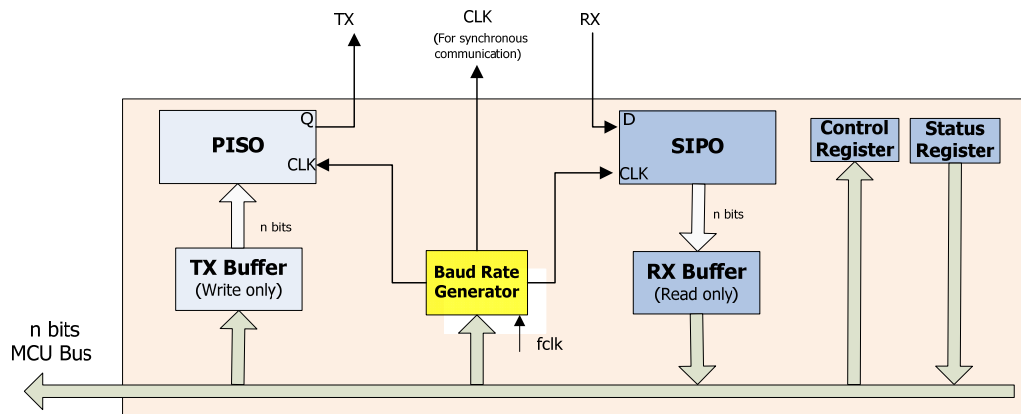 TX
CLK
(For synchronous
communication)
RX
Q
PISO
CLK
D
SIPO
CLK
Control
Register
Status
Register
n bits
n bits
TX Buffer
(Write only)
Baud Rate
Generator
RX Buffer
(Read only)
fclk
n bits
MCU Bus